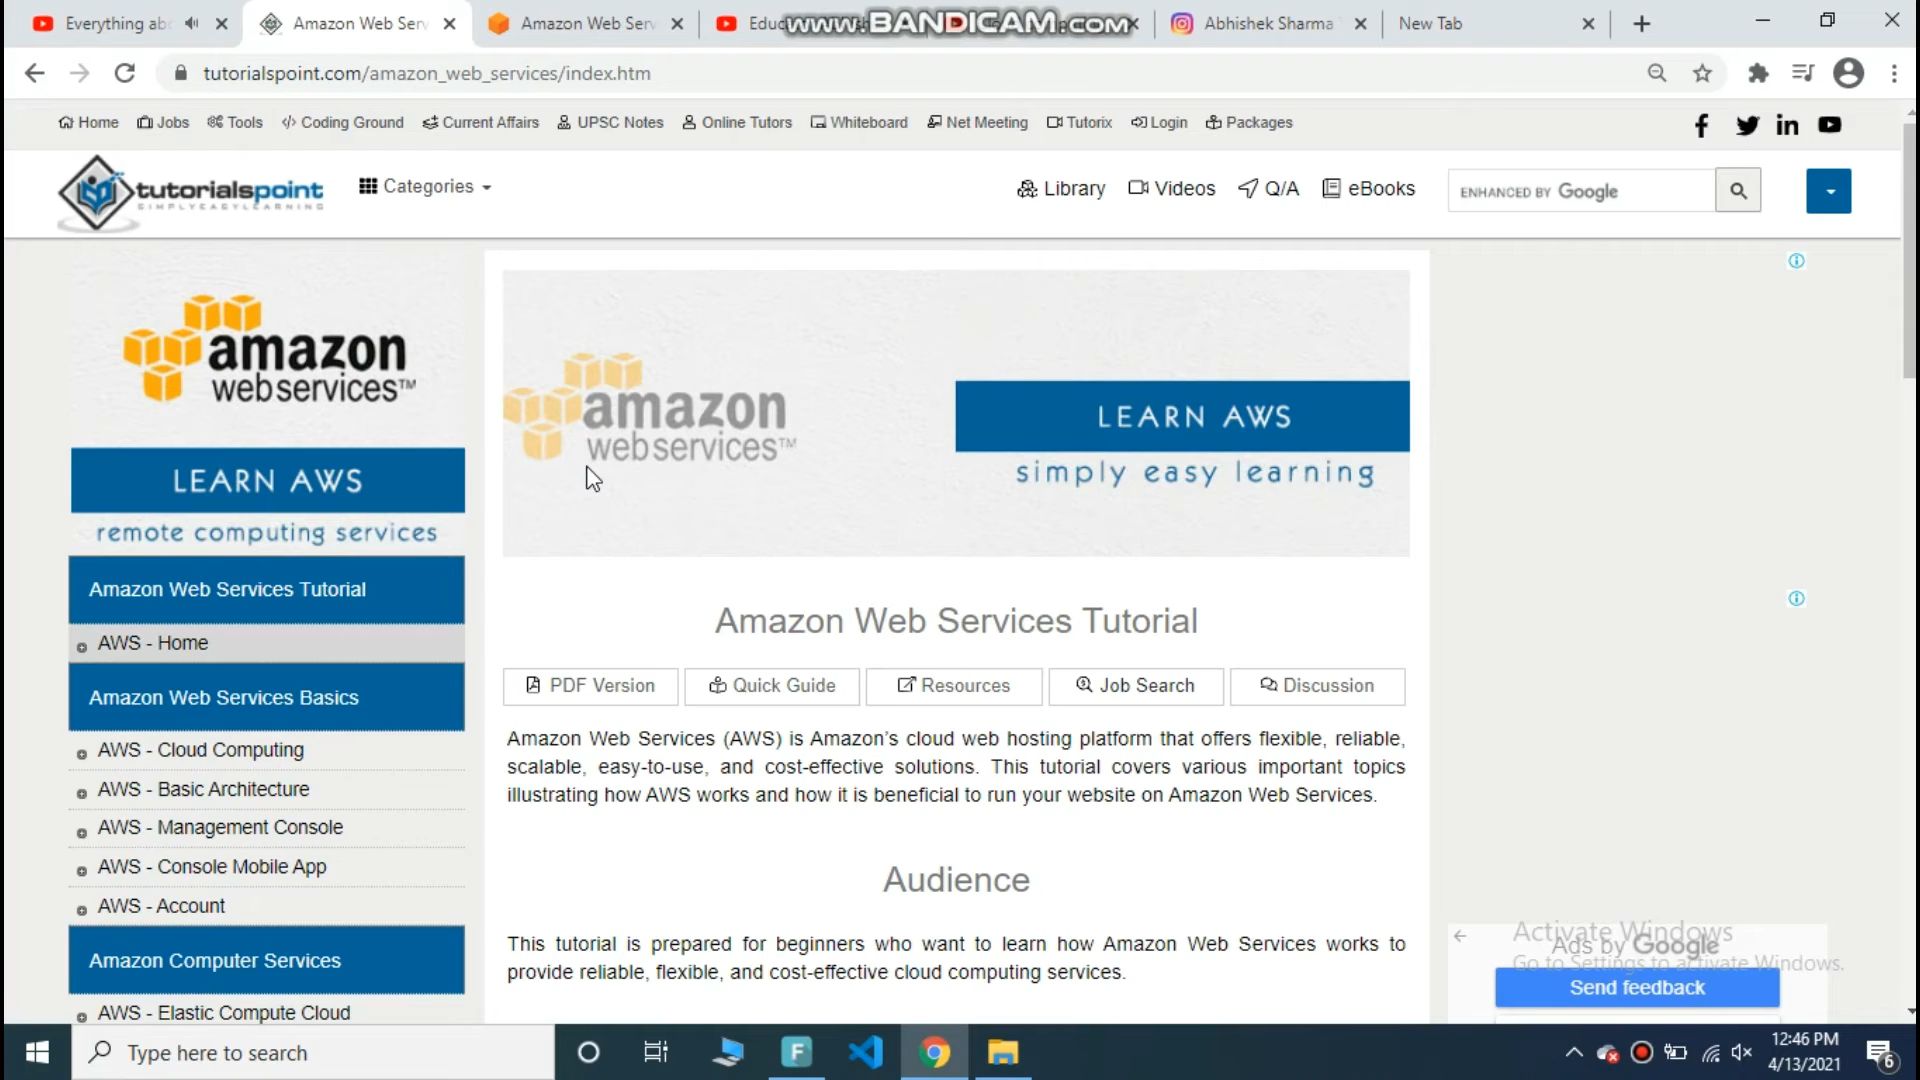 Everything ab
Amazon Web Serv
Amazon Web Serv
Edu
www.BANDICAM.com
Abhishek Sharma
New Tab
tutorialspoint.com/amazon_web_services/index.htm
Home
Jobs
Tools
Coding Ground
Current Affairs
UPSC Notes
Online Tutors
Whiteboard
Net Meeting
Tutorix
Login
Packages
tutorialspoint
SIMPLYEASYLEARNING
Categories
Library
Videos
Q/A
eBooks
ENHANCED BY Google
amazon
webservices™
LEARN AWS
remote computing services
amazon
webservices™
LEARN AWS
simply easy learning
Amazon Web Services Tutorial
AWS - Home
Amazon Web Services Basics
AWS - Cloud Computing
AWS - Basic Architecture
AWS - Management Console
AWS - Console Mobile App
AWS - Account
Amazon Computer Services
AWS - Elastic Compute Cloud
Amazon Web Services Tutorial
PDF Version
Quick Guide
Resources
Job Search
Discussion
Amazon Web Services (AWS) is Amazon's cloud web hosting platform that offers flexible, reliable,
scalable, easy-to-use, and cost-effective solutions. This tutorial covers various important topics
illustrating how AWS works and how it is beneficial to run your website on Amazon Web Services.
Audience
This tutorial is prepared for beginners who want to learn how Amazon Web Services works to
provide reliable, flexible, and cost-effective cloud computing services.
Activate Windows
Ads by Google
Go to Settings to activate Windows.
Send feedback
Type here to search
F
12:46 PM
4/13/2021
6